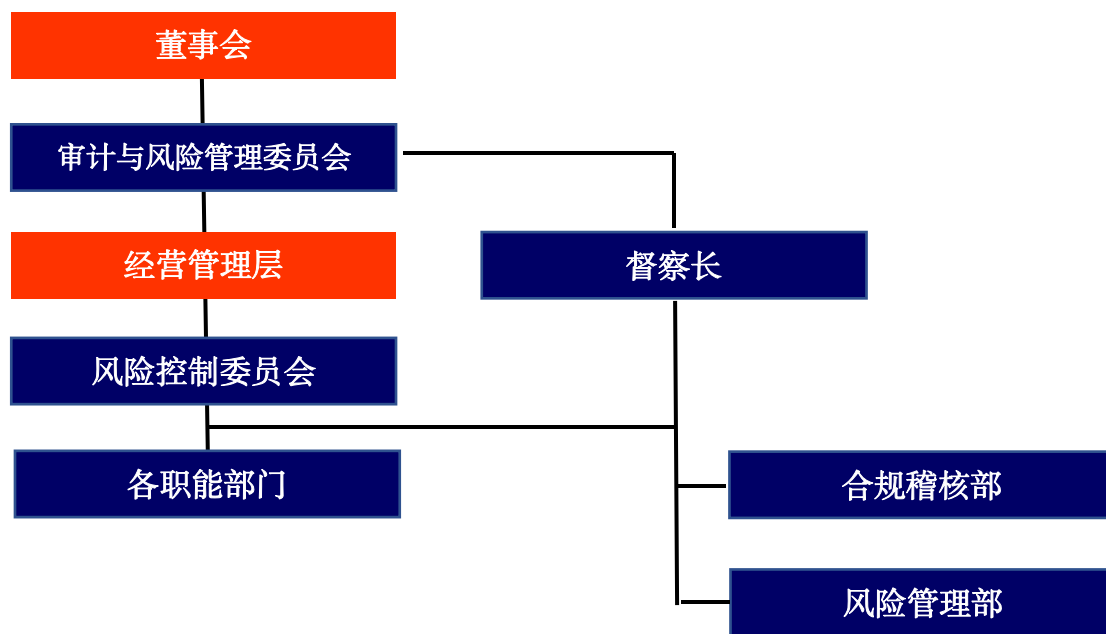 董事会
审计与风险管理委员会
经营管理层
督察长
风险控制委员会
各职能部门
合规稽核部
风险管理部